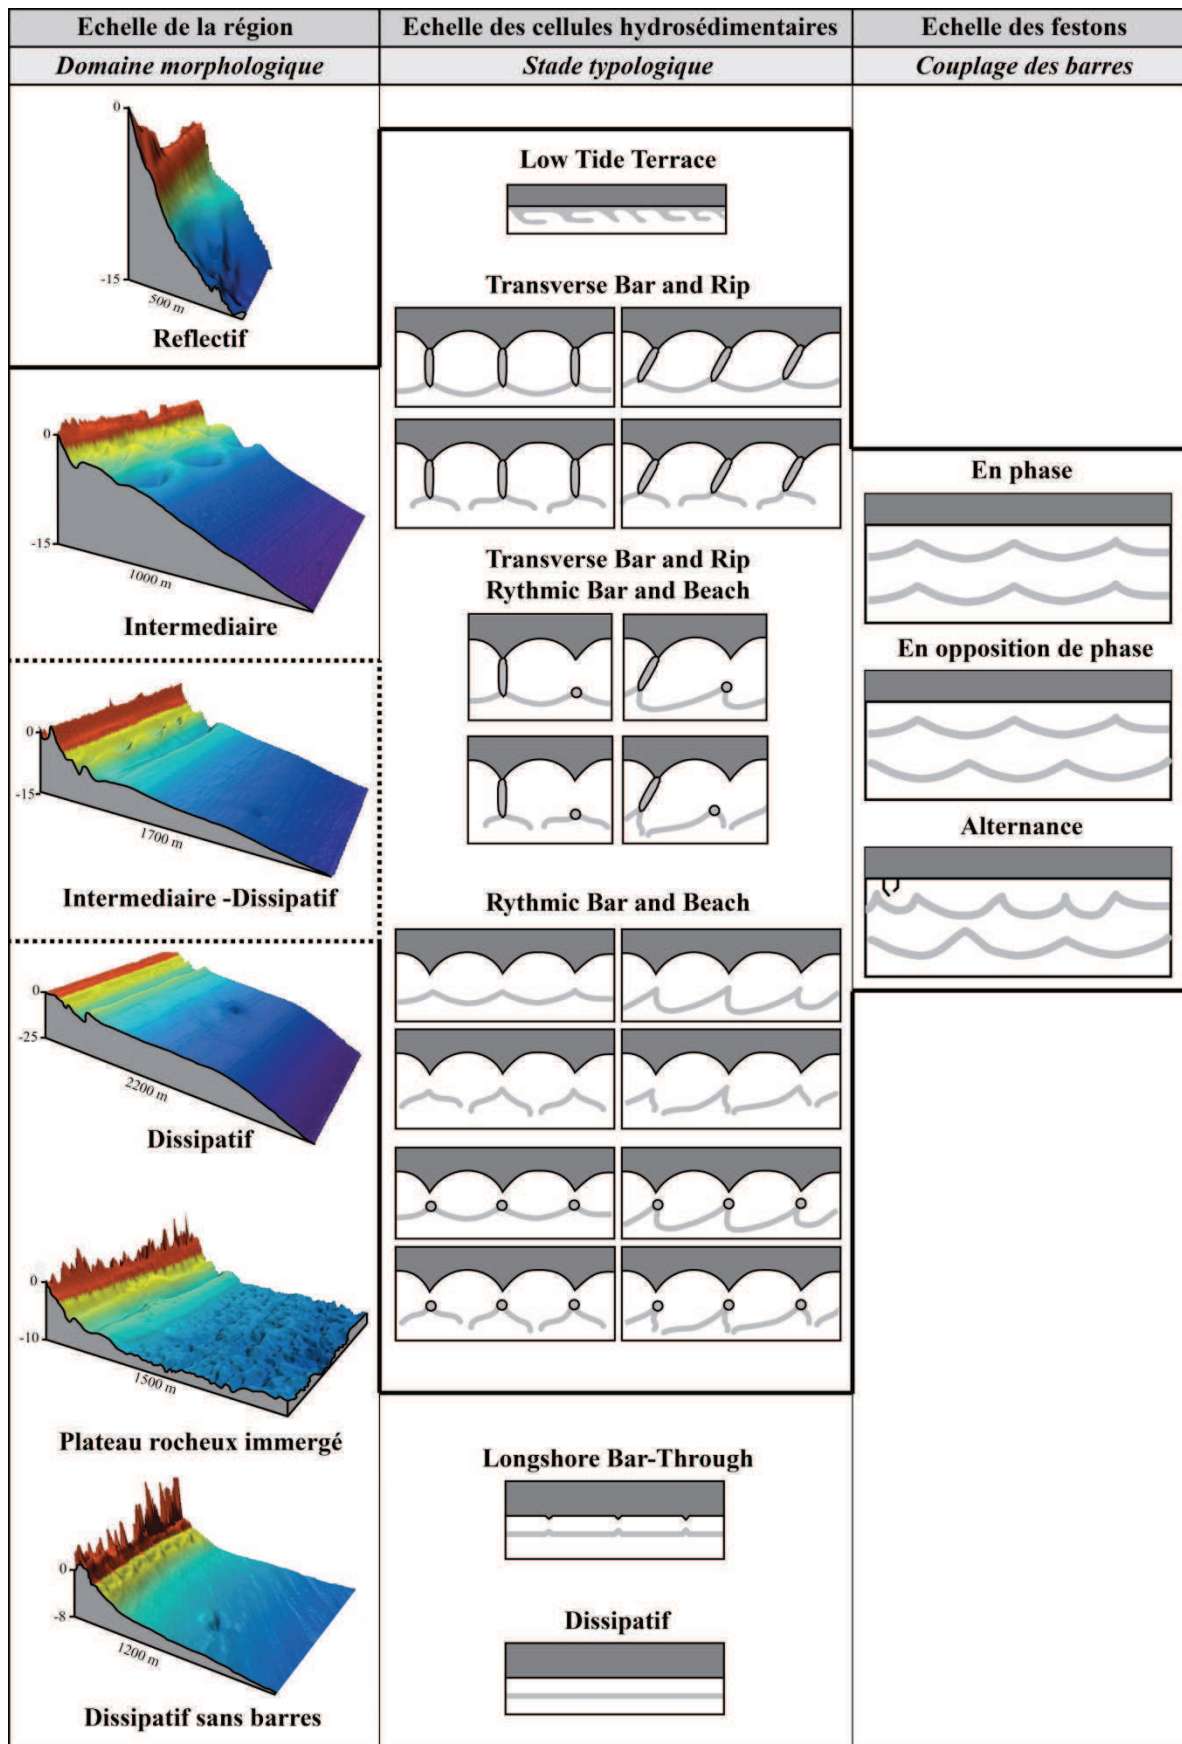 Echelle de la région
Echelle des cellules hydrosédimentaires
Echelle des festons
Domaine morphologique
Stade typologique
Couplage des barres
0
-15
500 m
Reflectif
0
-15
1000 m
Intermediaire
0
-15
1700 m
Intermediaire -Dissipatif
0
-25
2200 m
Dissipatif
0
-10
1500 m
Plateau rocheux immergé
0
-8
1200 m
Dissipatif sans barres
Low Tide Terrace
Transverse Bar and Rip
Transverse Bar and Rip
Rythmic Bar and Beach
Rythmic Bar and Beach
Longshore Bar-Through
Dissipatif
En phase
En opposition de phase
Alternance